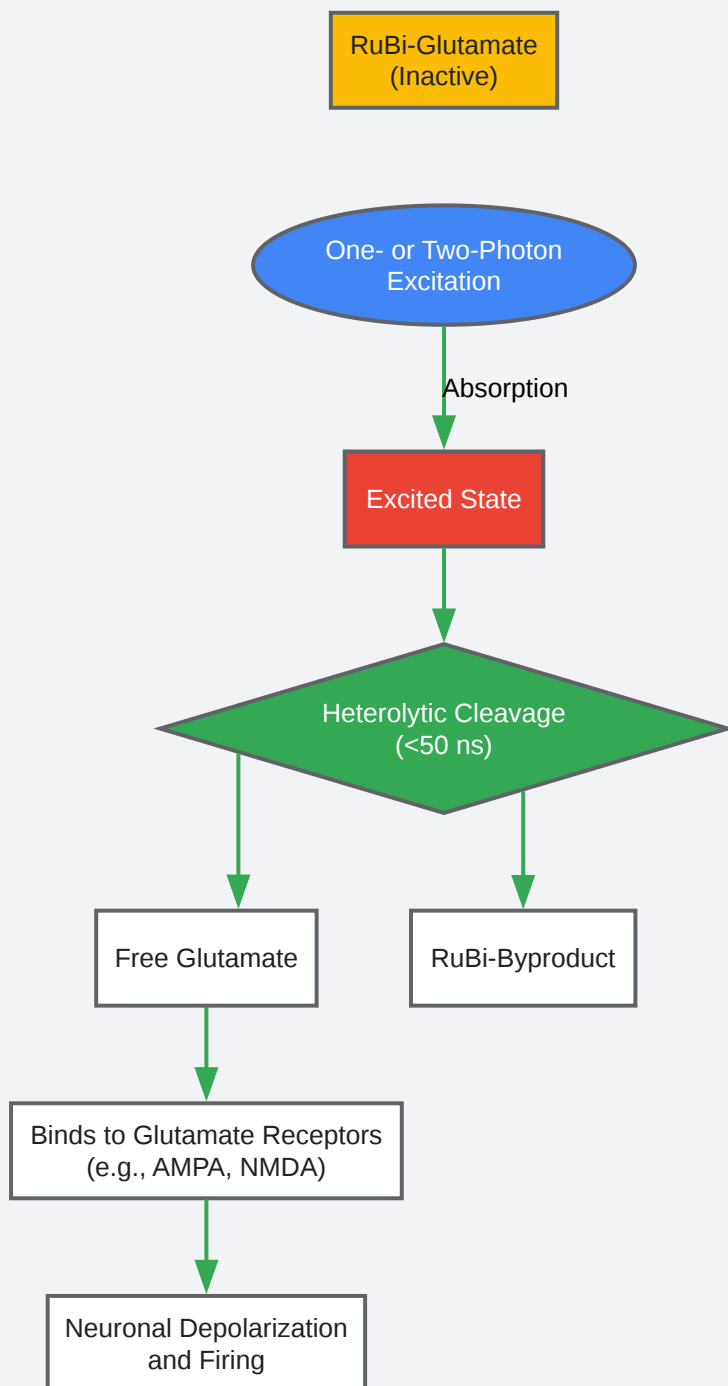 RuBi-Glutamate
(Inactive)
One- or Two-Photon
Excitation
Absorption
Excited State
Heterolytic Cleavage
(<50 ns)
Free Glutamate
RuBi-Byproduct
Binds to Glutamate Receptors
(e.g., AMPA, NMDA)
Neuronal Depolarization
and Firing